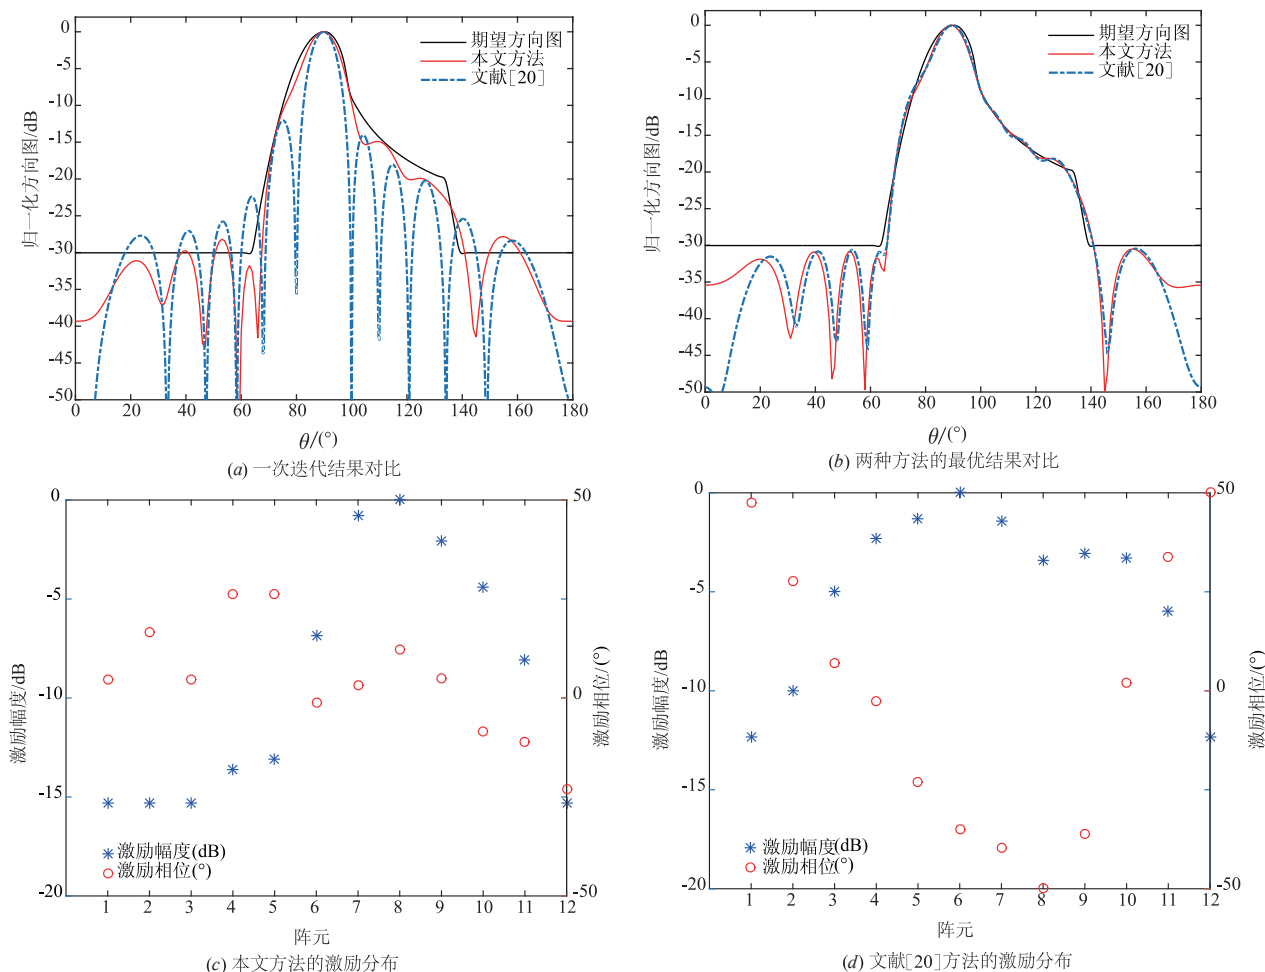 0
-5
-10
-15
-20
-25
-30
-35
-40
-45
-50
归一化方向图/dB
期望方向图
本文方法
文献[20]
0 20 40 60 80 100 120 140 160 180
θ/(°)
(a) 一次迭代结果对比
0
-5
-10
-15
-20
-25
-30
-35
-40
-45
-50
归一化方向图/dB
期望方向图
本文方法
文献[20]
0 20 40 60 80 100 120 140 160 180
θ/(°)
(b) 两种方法的最优结果对比
0
-5
-10
-15
-20
激励幅度/dB
50
0
-50
激励相位/(°)
激励幅度(dB)
激励相位(°)
1 2 3 4 5 6 7 8 9 10 11 12
阵元
(c) 本文方法的激励分布
0
-5
-10
-15
-20
激励幅度/dB
50
0
-50
激励相位/(°)
激励幅度(dB)
激励相位(°)
1 2 3 4 5 6 7 8 9 10 11 12
阵元
(d) 文献[20]方法的激励分布